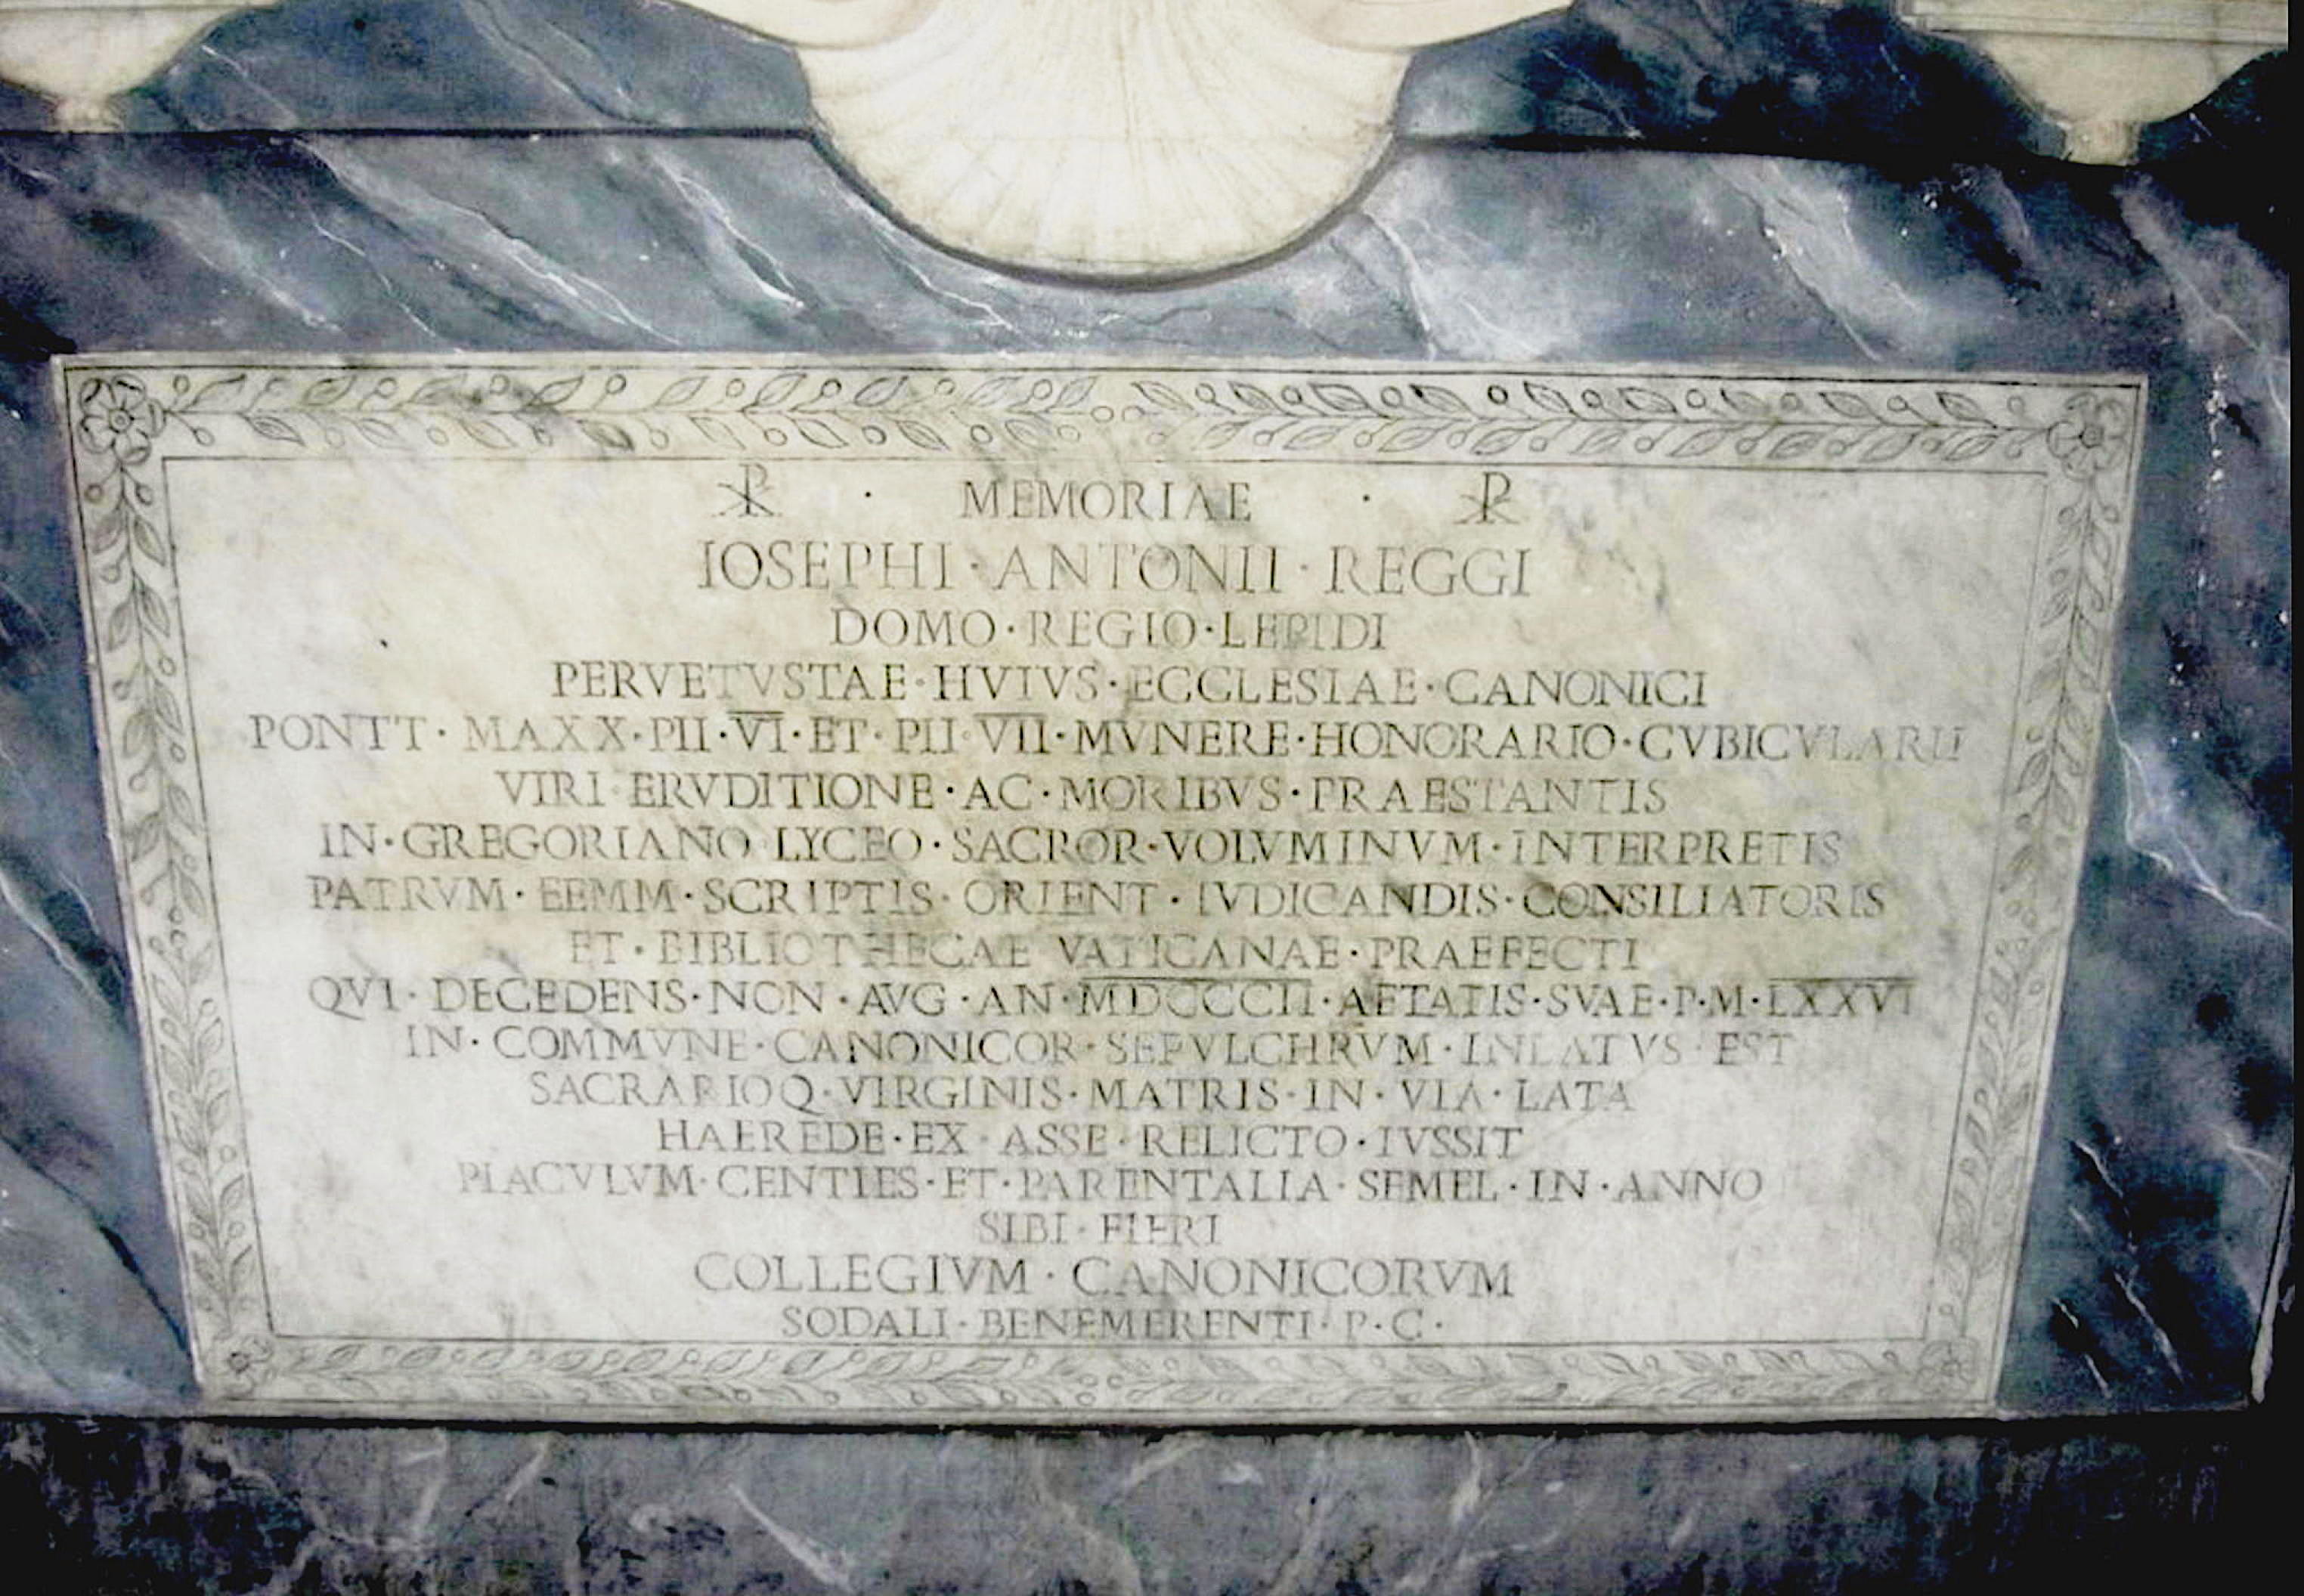 ☧ · MEMORIAE · ☧
IOSEPHI · ANTONII · REGGI
DOMO · REGIO · LEPIDI
PERVETVSTAE · HVIVS · ECCLESIAE · CANONICI
PONTT · MAXX · PII · V̅I̅ · ET · PII · V̅I̅I̅ · MVNERE · HONORARIO · CVBICVLARII
VIRI · ERVDITIONE · AC · MORIBVS · PRAESTANTIS
IN · GREGORIANO LYCEO · SACROR · VOLVMINVM · INTERPRETIS
PATRVM · EEMM · SCRIPTIS · ORIENT · IVDICANDIS · CONSILIATORIS
ET · BIBLIOTHECAE VATICANAE · PRAEFECTI
QVI · DECEDENS · NON · AVG · AN · M̅D̅C̅C̅C̅I̅I̅ · AETATIS · SVAE · P · M · L̅X̅X̅V̅I̅
IN · COMMVNE · CANONICOR · SEPVLCHRVM · INLATVS · EST
SACRARIOQ · VIRGINIS · MATRIS · IN · VIA · LATA
HAEREDE · EX · ASSE · RELICTO · IVSSIT
PIACVLVM · CENTIES · ET · PARENTALIA · SEMEL · IN · ANNO
SIBI · FIERI
COLLEGIVM · CANONICORVM
SODALI · BENEMERENTI · P · C ·